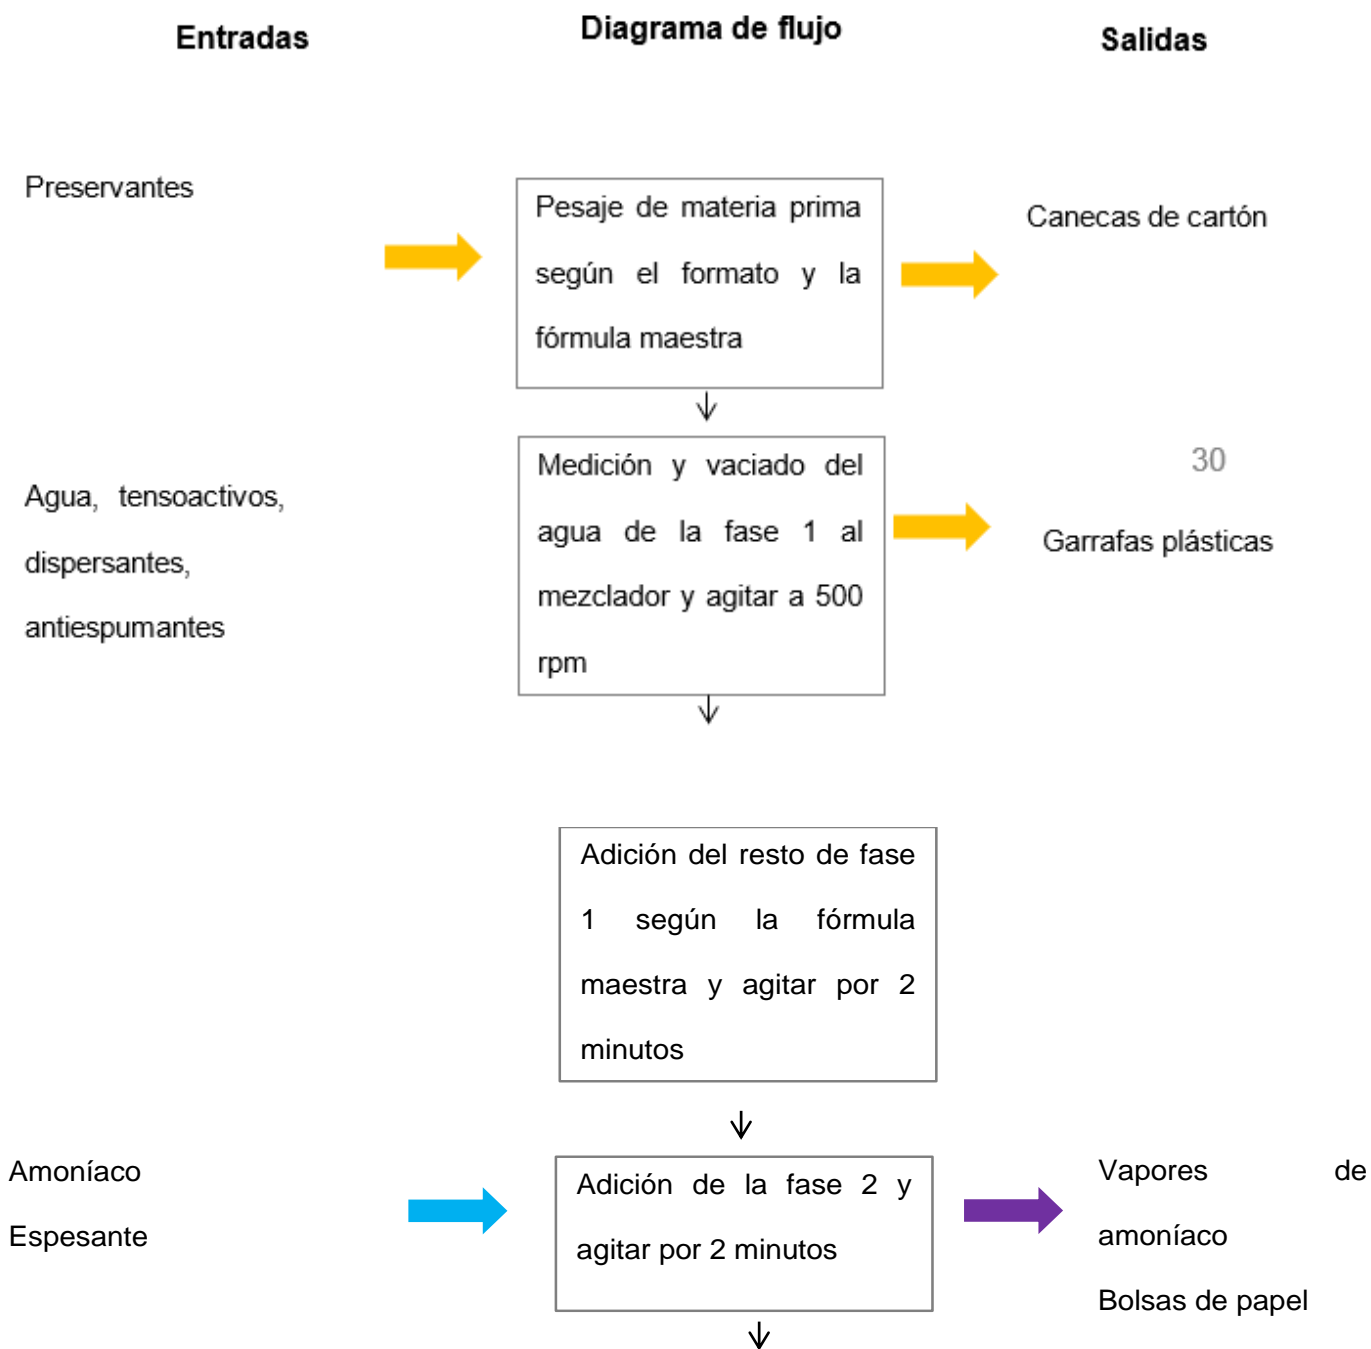 Entradas
Diagrama de flujo
Salidas
Preservantes
Pesaje de materia prima
según el formato y la
fórmula maestra
Canecas de cartón
Agua, tensoactivos,
dispersantes,
antiespumantes
Medición y vaciado del
agua de la fase 1 al
mezclador y agitar a 500
rpm
30
Garrafas plásticas
Adición del resto de fase
1 según la fórmula
maestra y agitar por 2
minutos
Amoníaco
Espesante
Adición de la fase 2 y
agitar por 2 minutos
Vapores de
amoníaco
Bolsas de papel